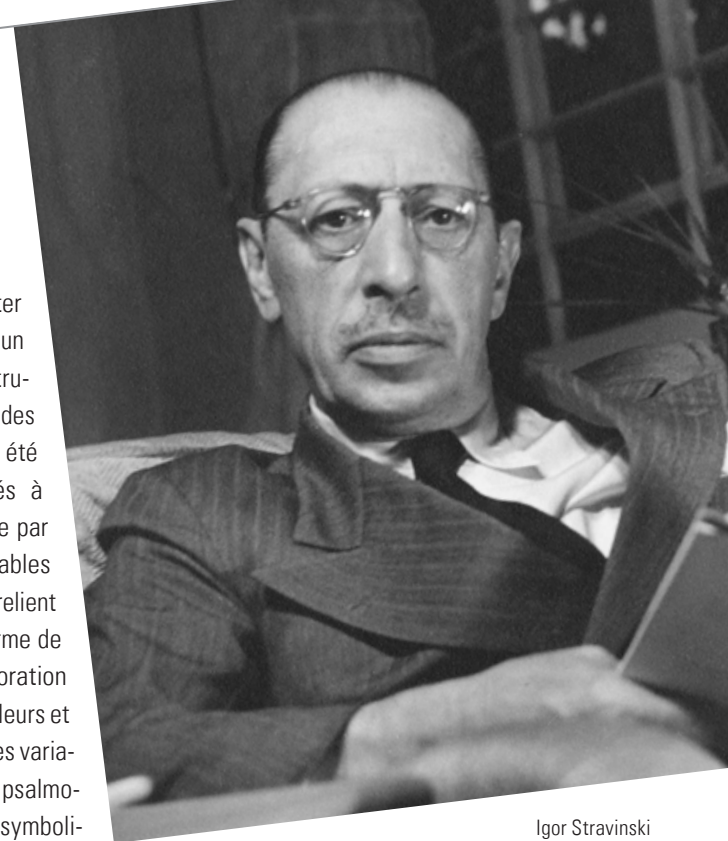 ter
un
tru-
des
été
és à
e par
ables
relient
rme de
oration
leurs et
es varia-
psalmo-
symboli-
Igor Stravinski